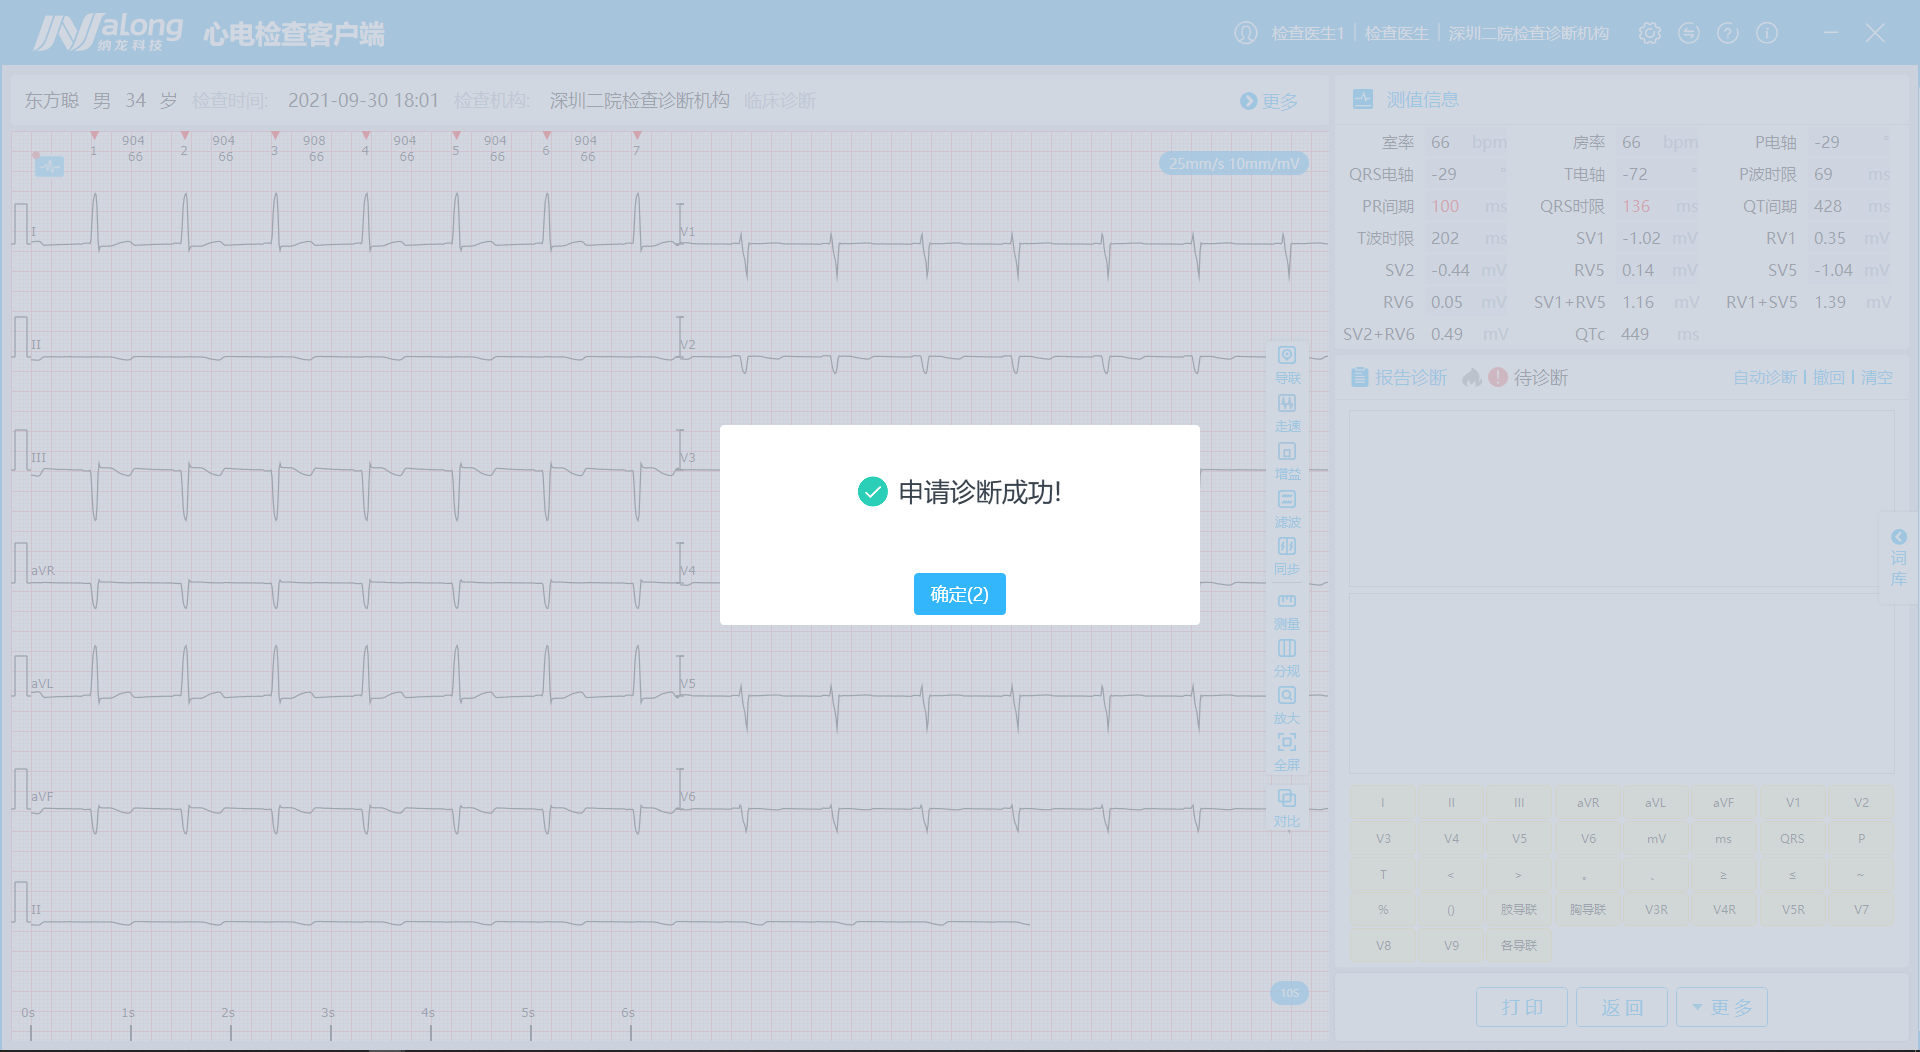 Nalong
纳龙科技
心电检查客户端
检查医生1 | 检查医生 | 深圳二院检查诊断机构
东方聪 男 34 岁 检查时间: 2021-09-30 18:01 检查机构: 深圳二院检查诊断机构 临床诊断
更多
904 904 908 904 904 904
66 66 66 66 66 66
1 2 3 4 5 6 7
25mm/s 10mm/mV
I V1
II V2
III V3
aVR V4
aVL V5
aVF V6
II
0s 1s 2s 3s 4s 5s 6s
10S
导联
走速
增益
滤波
同步
测量
分规
放大
全屏
对比
申请诊断成功!
确定(2)
测值信息
室率 66 bpm 房率 66 bpm P电轴 -29 °
QRS电轴 -29 ° T电轴 -72 ° P波时限 69 ms
PR间期 100 ms QRS时限 136 ms QT间期 428 ms
T波时限 202 ms SV1 -1.02 mV RV1 0.35 mV
SV2 -0.44 mV RV5 0.14 mV SV5 -1.04 mV
RV6 0.05 mV SV1+RV5 1.16 mV RV1+SV5 1.39 mV
SV2+RV6 0.49 mV QTc 449 ms
报告诊断 待诊断 自动诊断 | 撤回 | 清空
词库
I II III aVR aVL aVF V1 V2
V3 V4 V5 V6 mV ms QRS P
T < > 。 、 ≥ ≤ ~
% () 肢导联 胸导联 V3R V4R V5R V7
V8 V9 各导联
打印 返回 更多